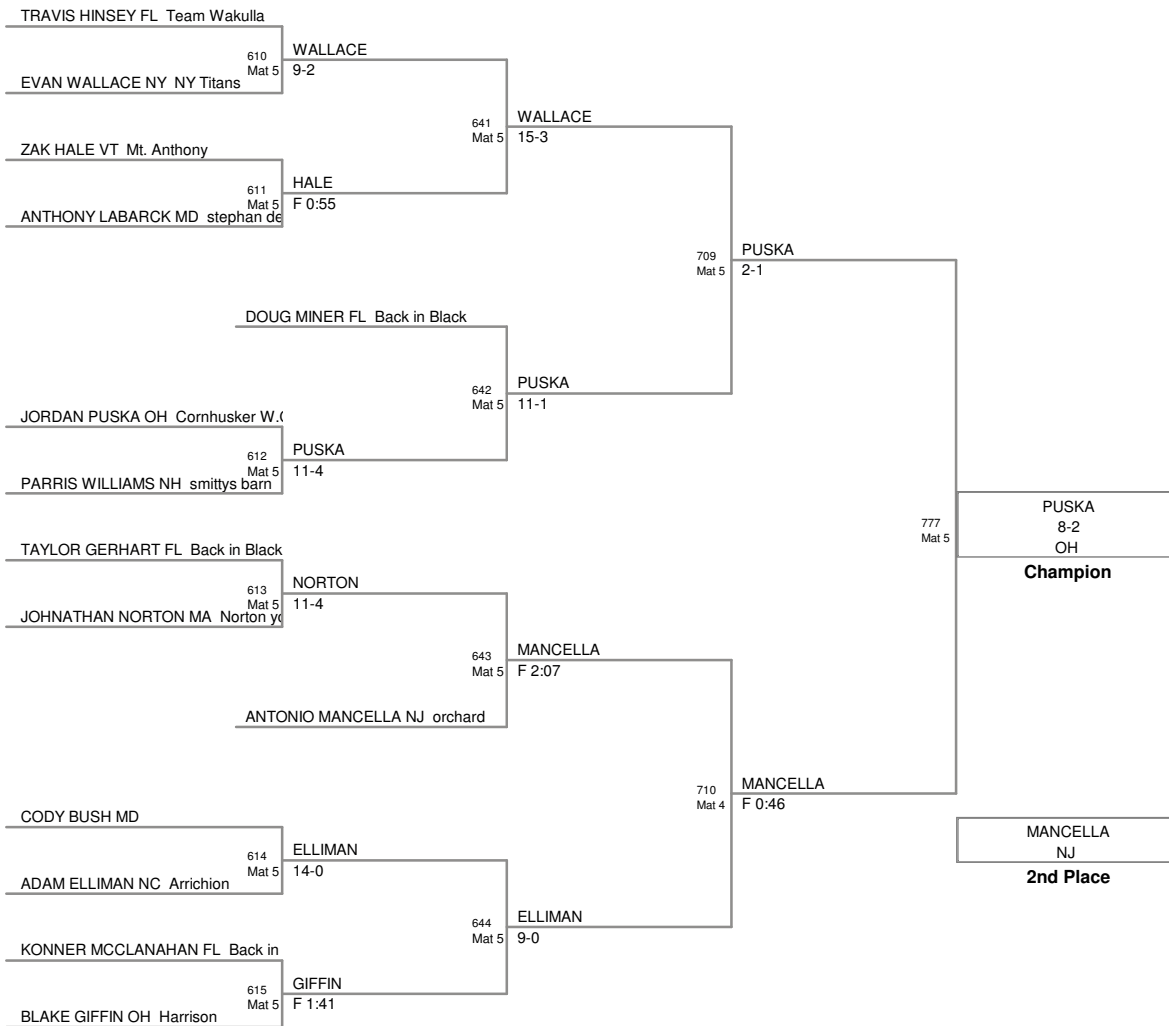 TRAVIS HINSEY FL  Team Wakulla
610
Mat 5
WALLACE
9-2
EVAN WALLACE NY  NY Titans
641
Mat 5
WALLACE
15-3
ZAK HALE VT  Mt. Anthony
611
Mat 5
HALE
F 0:55
ANTHONY LABARCK MD  stephan de
709
Mat 5
PUSKA
2-1
DOUG MINER FL  Back in Black
642
Mat 5
PUSKA
11-1
JORDAN PUSKA OH  Cornhusker W.C
612
Mat 5
PUSKA
11-4
PARRIS WILLIAMS NH  smittys barn
777
Mat 5
PUSKA
8-2
OH
Champion
TAYLOR GERHART FL  Back in Black
613
Mat 5
NORTON
11-4
JOHNATHAN NORTON MA  Norton yo
643
Mat 5
MANCELLA
F 2:07
ANTONIO MANCELLA NJ  orchard
710
Mat 4
MANCELLA
F 0:46
CODY BUSH MD
614
Mat 5
ELLIMAN
14-0
ADAM ELLIMAN NC  Arrichion
MANCELLA
NJ
2nd Place
644
Mat 5
ELLIMAN
9-0
KONNER MCCLANAHAN FL  Back in
615
Mat 5
GIFFIN
F 1:41
BLAKE GIFFIN OH  Harrison